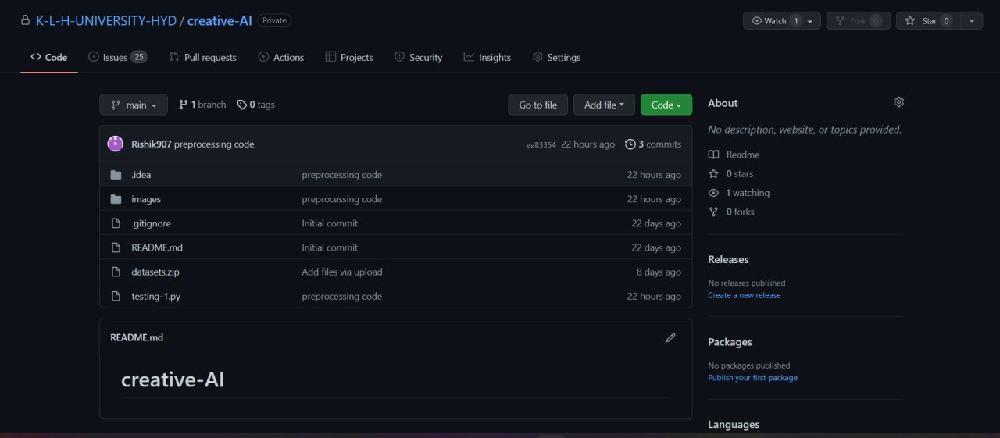 K-L-H-UNIVERSITY-HYD / creative-AI Private Watch 1 Fork 0 Star 0
Code Issues 25 Pull requests Actions Projects Security Insights Settings
main 1 branch 0 tags Go to file Add file Code
Rishik907 preprocessing code ea83354 22 hours ago 3 commits
.idea preprocessing code 22 hours ago
images preprocessing code 22 hours ago
.gitignore Initial commit 22 days ago
README.md Initial commit 22 days ago
datasets.zip Add files via upload 8 days ago
testing-1.py preprocessing code 22 hours ago
README.md
creative-AI
About
No description, website, or topics provided.
Readme
0 stars
1 watching
0 forks
Releases
No releases published
Create a new release
Packages
No packages published
Publish your first package
Languages